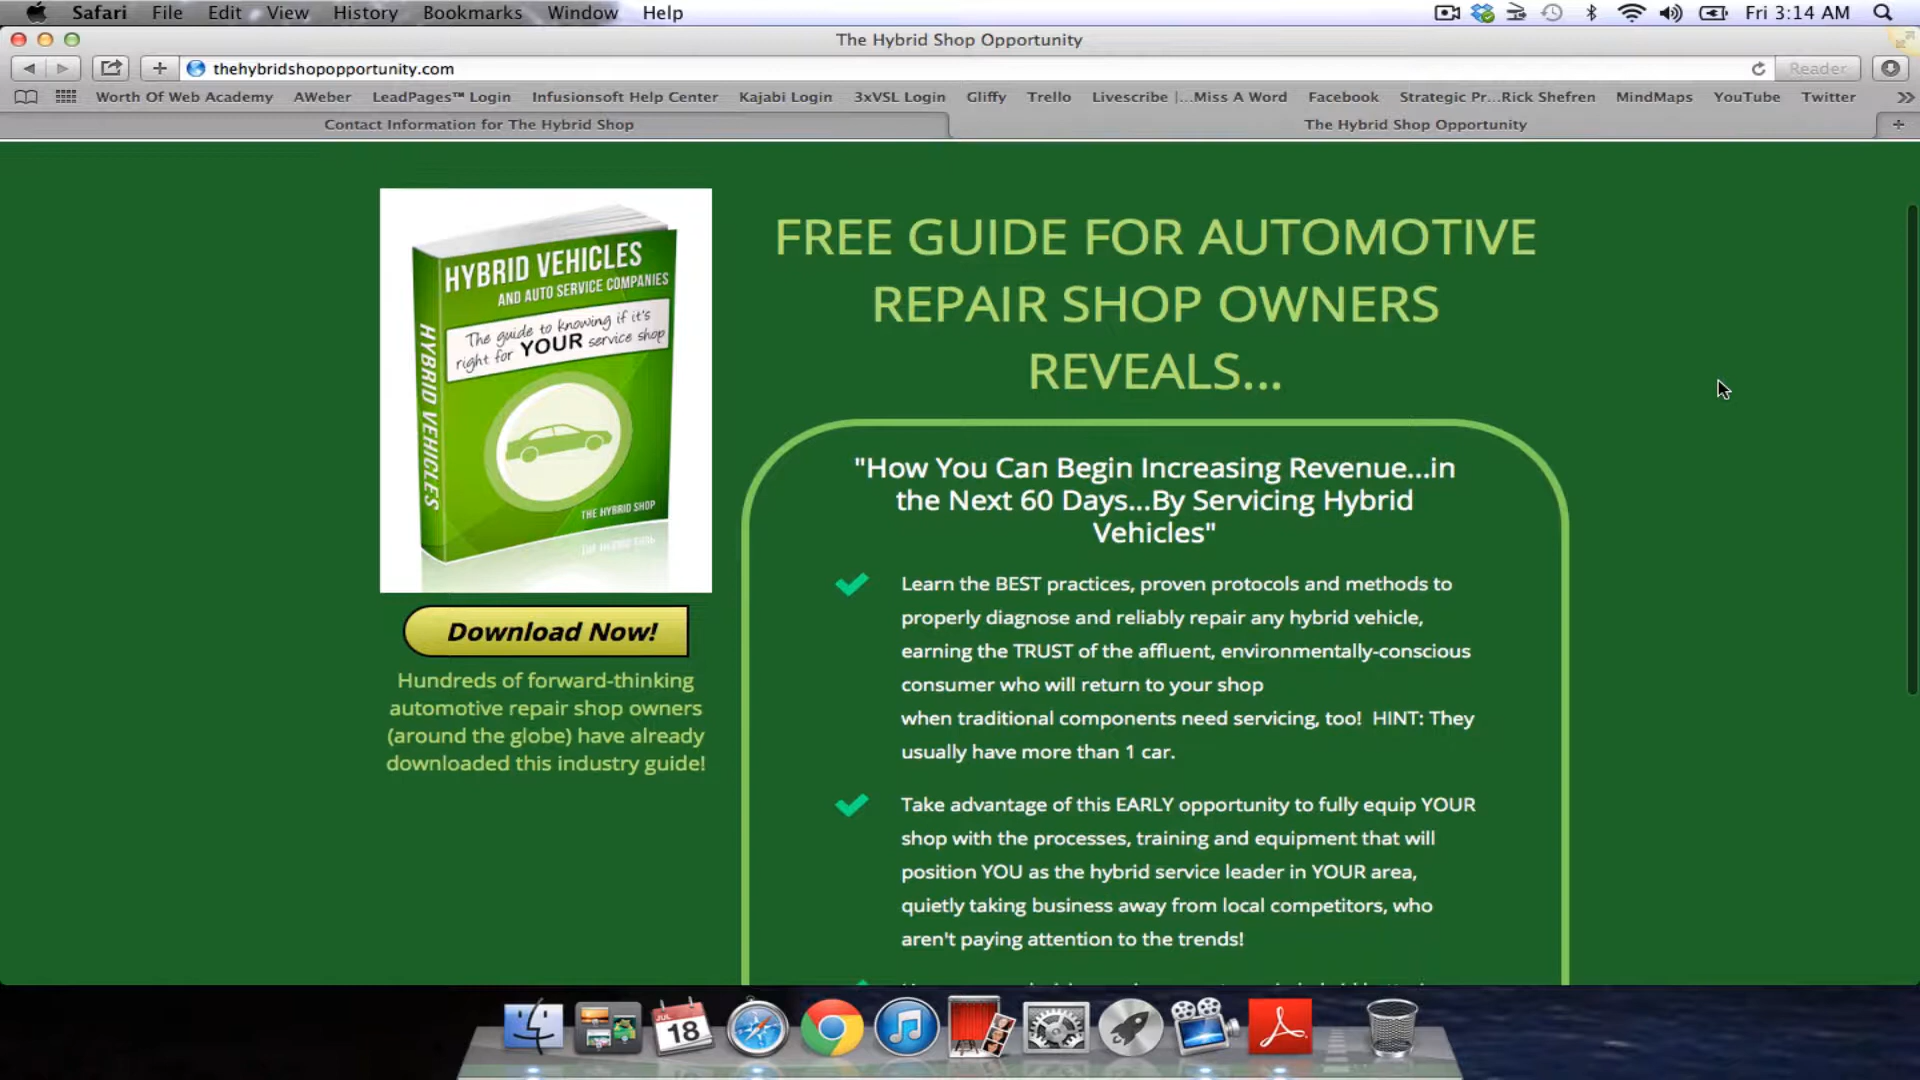 Safari File Edit View History Bookmarks Window Help Fri 3:14 AM
The Hybrid Shop Opportunity
thehybridshopopportunity.com Reader
Worth Of Web Academy AWeber LeadPages™ Login Infusionsoft Help Center Kajabi Login 3xVSL Login Gliffy Trello Livescribe |...Miss A Word Facebook Strategic Pr...Rick Shefren MindMaps YouTube Twitter
Contact Information for The Hybrid Shop The Hybrid Shop Opportunity
HYBRID VEHICLES
AND AUTO SERVICE COMPANIES
The guide to knowing if it's
right for YOUR service shop
HYBRID VEHICLES
THE HYBRID SHOP
Download Now!
Hundreds of forward-thinking
automotive repair shop owners
(around the globe) have already
downloaded this industry guide!
FREE GUIDE FOR AUTOMOTIVE
REPAIR SHOP OWNERS
REVEALS...
"How You Can Begin Increasing Revenue...in
the Next 60 Days...By Servicing Hybrid
Vehicles"
Learn the BEST practices, proven protocols and methods to
properly diagnose and reliably repair any hybrid vehicle,
earning the TRUST of the affluent, environmentally-conscious
consumer who will return to your shop
when traditional components need servicing, too! HINT: They
usually have more than 1 car.
Take advantage of this EARLY opportunity to fully equip YOUR
shop with the processes, training and equipment that will
position YOU as the hybrid service leader in YOUR area,
quietly taking business away from local competitors, who
aren't paying attention to the trends!
JUL
18